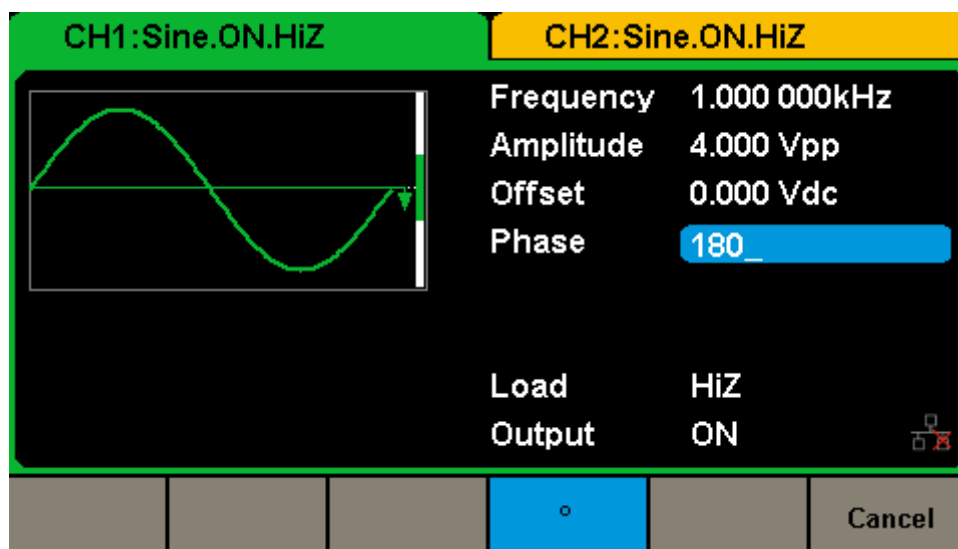 CH1:Sine.ON.HiZ CH2:Sine.ON.HiZ
Frequency 1.000 000kHz
Amplitude 4.000 Vpp
Offset 0.000 Vdc
Phase 180_
Load HiZ
Output ON
° Cancel